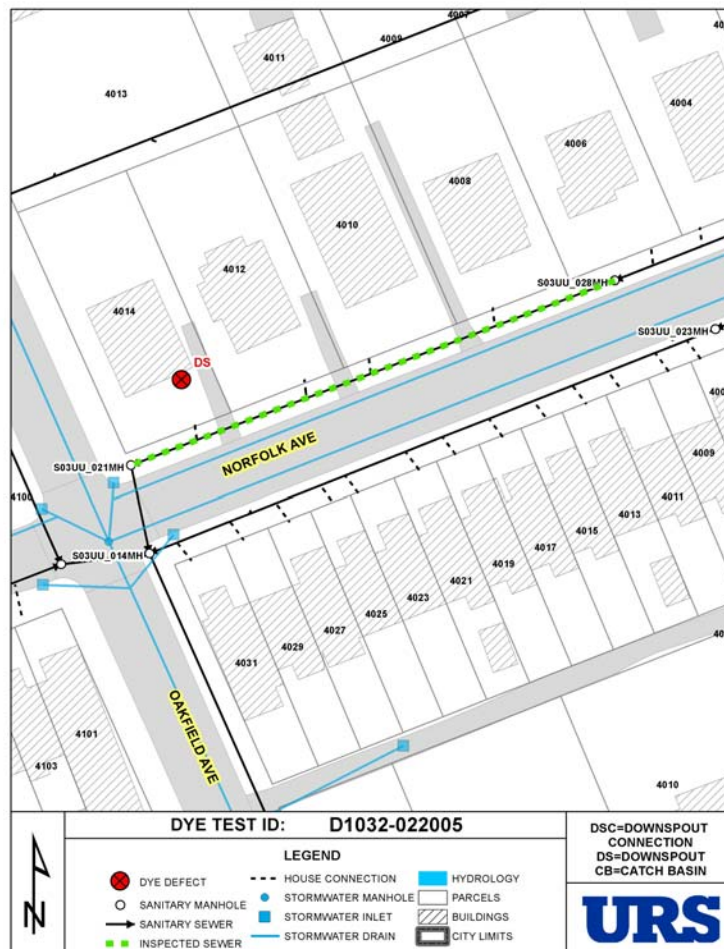 4007
4009
4011
4013
4004
4006
4008
4010
4012
4014
DS
S03UU_028MH
S03UU_023MH
NORFOLK AVE
S03UU_021MH
4100
S03UU_014MH
4009
4011
4013
4015
4017
4019
4021
4023
4025
4027
4029
4031
OAKFIELD AVE
4101
4103
4010
DYE TEST ID: D1032-022005
LEGEND
DYE DEFECT
SANITARY MANHOLE
SANITARY SEWER
INSPECTED SEWER
HOUSE CONNECTION
STORMWATER MANHOLE
STORMWATER INLET
STORMWATER DRAIN
HYDROLOGY
PARCELS
BUILDINGS
CITY LIMITS
N
DSC=DOWNSPOUT
CONNECTION
DS=DOWNSPOUT
CB=CATCH BASIN
URS